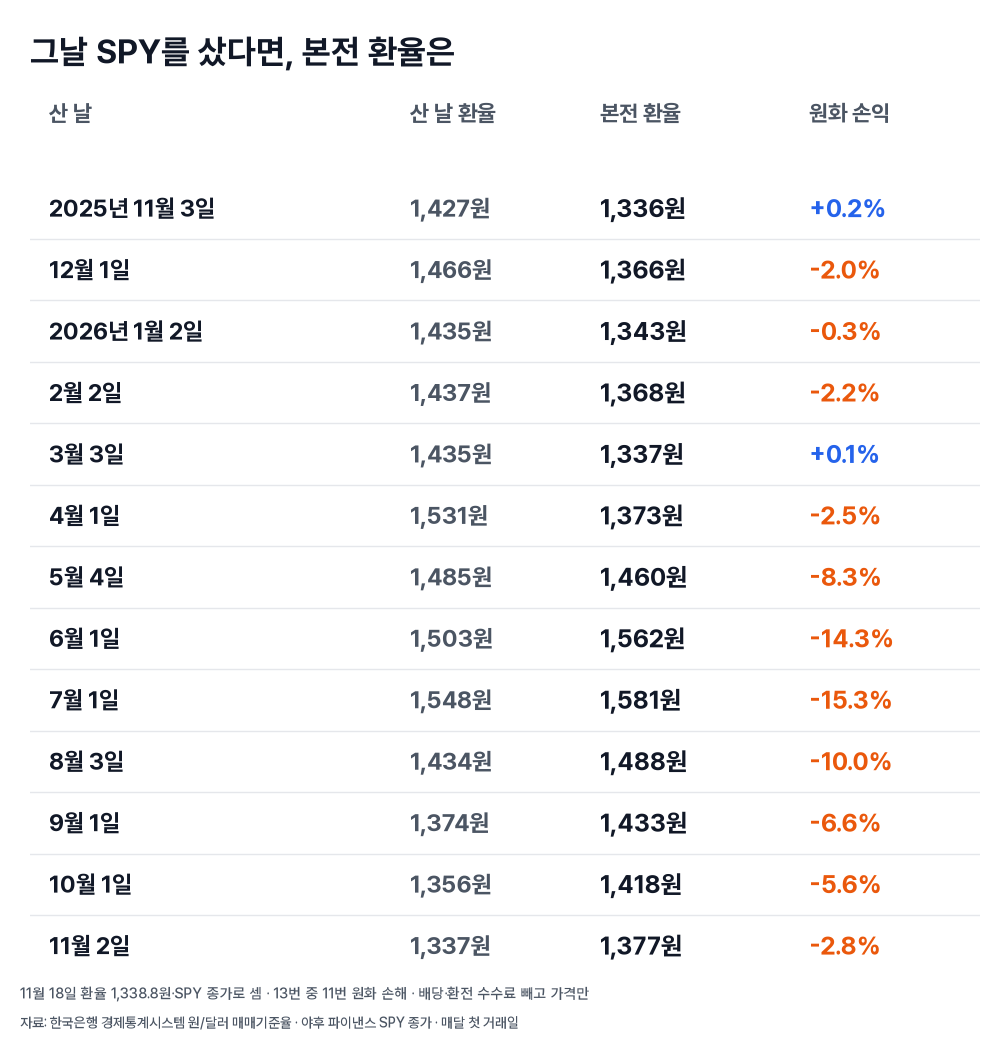 그날 SPY를 샀다면, 본전 환율은
산 날 산 날 환율 본전 환율 원화 손익
2025년 11월 3일 1,427원 1,336원 +0.2%
12월 1일 1,466원 1,366원 -2.0%
2026년 1월 2일 1,435원 1,343원 -0.3%
2월 2일 1,437원 1,368원 -2.2%
3월 3일 1,435원 1,337원 +0.1%
4월 1일 1,531원 1,373원 -2.5%
5월 4일 1,485원 1,460원 -8.3%
6월 1일 1,503원 1,562원 -14.3%
7월 1일 1,548원 1,581원 -15.3%
8월 3일 1,434원 1,488원 -10.0%
9월 1일 1,374원 1,433원 -6.6%
10월 1일 1,356원 1,418원 -5.6%
11월 2일 1,337원 1,377원 -2.8%
11월 18일 환율 1,338.8원·SPY 종가로 셈 · 13번 중 11번 원화 손해 · 배당·환전 수수료 빼고 가격만
자료: 한국은행 경제통계시스템 원/달러 매매기준율 · 야후 파이낸스 SPY 종가 · 매달 첫 거래일